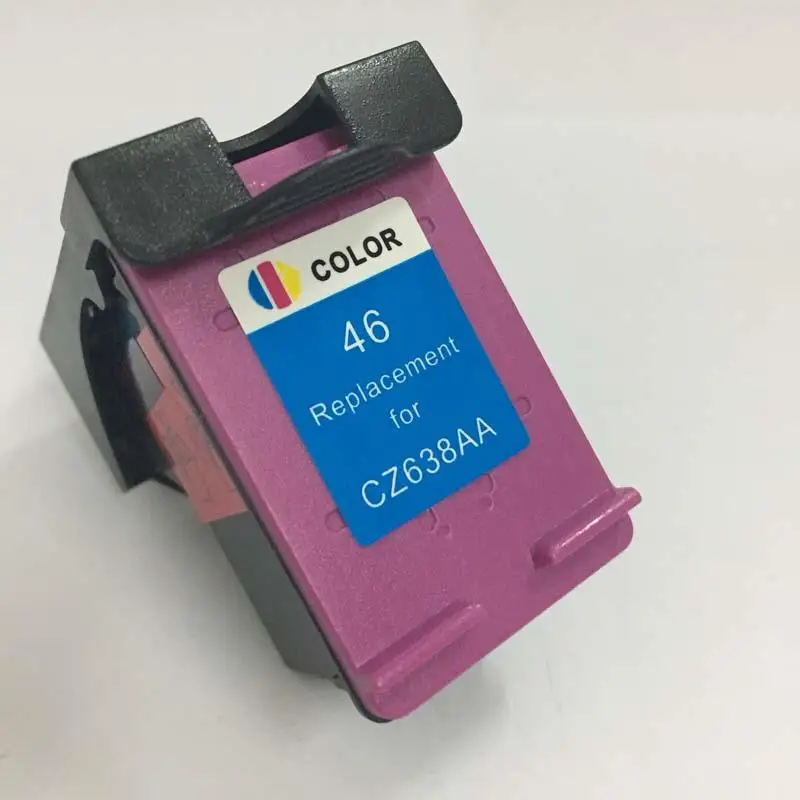 COLOR
46
Replacement
for
CZ638AA